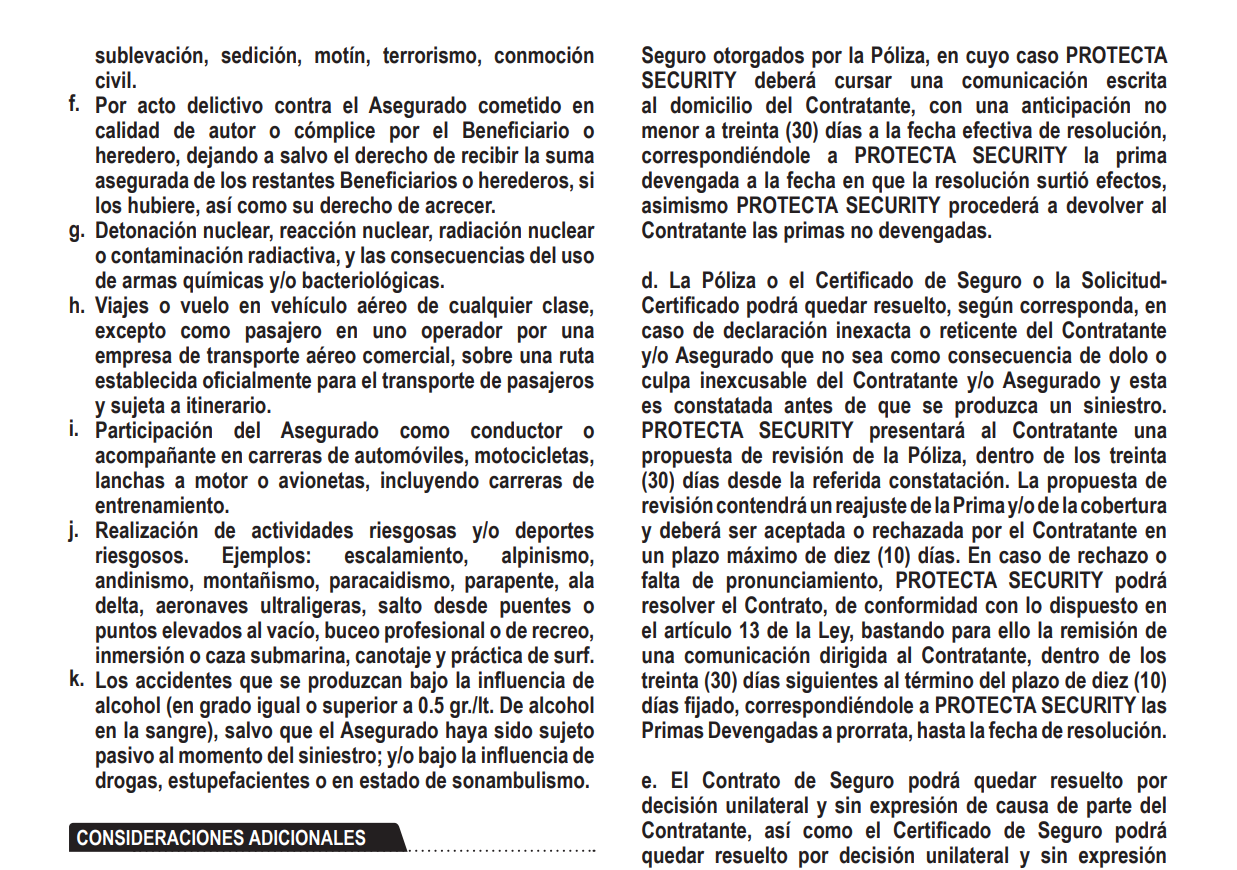 sublevación, sedición, motín, terrorismo, conmoción
civil.
f. Por acto delictivo contra el Asegurado cometido en
calidad de autor o cómplice por el Beneficiario o
heredero, dejando a salvo el derecho de recibir la suma
asegurada de los restantes Beneficiarios o herederos, si
los hubiere, así como su derecho de acrecer.
g. Detonación nuclear, reacción nuclear, radiación nuclear
o contaminación radiactiva, y las consecuencias del uso
de armas químicas y/o bacteriológicas.
h. Viajes o vuelo en vehículo aéreo de cualquier clase,
excepto como pasajero en uno operador por una
empresa de transporte aéreo comercial, sobre una ruta
establecida oficialmente para el transporte de pasajeros
y sujeta a itinerario.
i. Participación del Asegurado como conductor o
acompañante en carreras de automóviles, motocicletas,
lanchas a motor o avionetas, incluyendo carreras de
entrenamiento.
j. Realización de actividades riesgosas y/o deportes
riesgosos. Ejemplos: escalamiento, alpinismo,
andinismo, montañismo, paracaidismo, parapente, ala
delta, aeronaves ultraligeras, salto desde puentes o
puntos elevados al vacío, buceo profesional o de recreo,
inmersión o caza submarina, canotaje y práctica de surf.
k. Los accidentes que se produzcan bajo la influencia de
alcohol (en grado igual o superior a 0.5 gr./lt. De alcohol
en la sangre), salvo que el Asegurado haya sido sujeto
pasivo al momento del siniestro; y/o bajo la influencia de
drogas, estupefacientes o en estado de sonambulismo.
CONSIDERACIONES ADICIONALES
Seguro otorgados por la Póliza, en cuyo caso PROTECTA
SECURITY deberá cursar una comunicación escrita
al domicilio del Contratante, con una anticipación no
menor a treinta (30) días a la fecha efectiva de resolución,
correspondiéndole a PROTECTA SECURITY la prima
devengada a la fecha en que la resolución surtió efectos,
asimismo PROTECTA SECURITY procederá a devolver al
Contratante las primas no devengadas.
d. La Póliza o el Certificado de Seguro o la Solicitud-
Certificado podrá quedar resuelto, según corresponda, en
caso de declaración inexacta o reticente del Contratante
y/o Asegurado que no sea como consecuencia de dolo o
culpa inexcusable del Contratante y/o Asegurado y esta
es constatada antes de que se produzca un siniestro.
PROTECTA SECURITY presentará al Contratante una
propuesta de revisión de la Póliza, dentro de los treinta
(30) días desde la referida constatación. La propuesta de
revisión contendrá un reajuste de la Prima y/o de la cobertura
y deberá ser aceptada o rechazada por el Contratante en
un plazo máximo de diez (10) días. En caso de rechazo o
falta de pronunciamiento, PROTECTA SECURITY podrá
resolver el Contrato, de conformidad con lo dispuesto en
el artículo 13 de la Ley, bastando para ello la remisión de
una comunicación dirigida al Contratante, dentro de los
treinta (30) días siguientes al término del plazo de diez (10)
días fijado, correspondiéndole a PROTECTA SECURITY las
Primas Devengadas a prorrata, hasta la fecha de resolución.
e. El Contrato de Seguro podrá quedar resuelto por
decisión unilateral y sin expresión de causa de parte del
Contratante, así como el Certificado de Seguro podrá
quedar resuelto por decisión unilateral y sin expresión